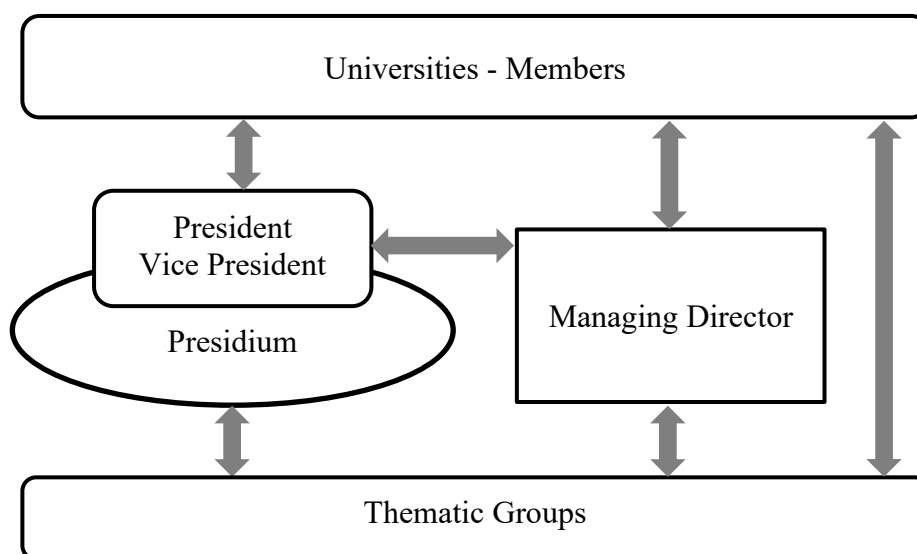 Universities - Members
President
Vice President
Presidium
Managing Director
Thematic Groups